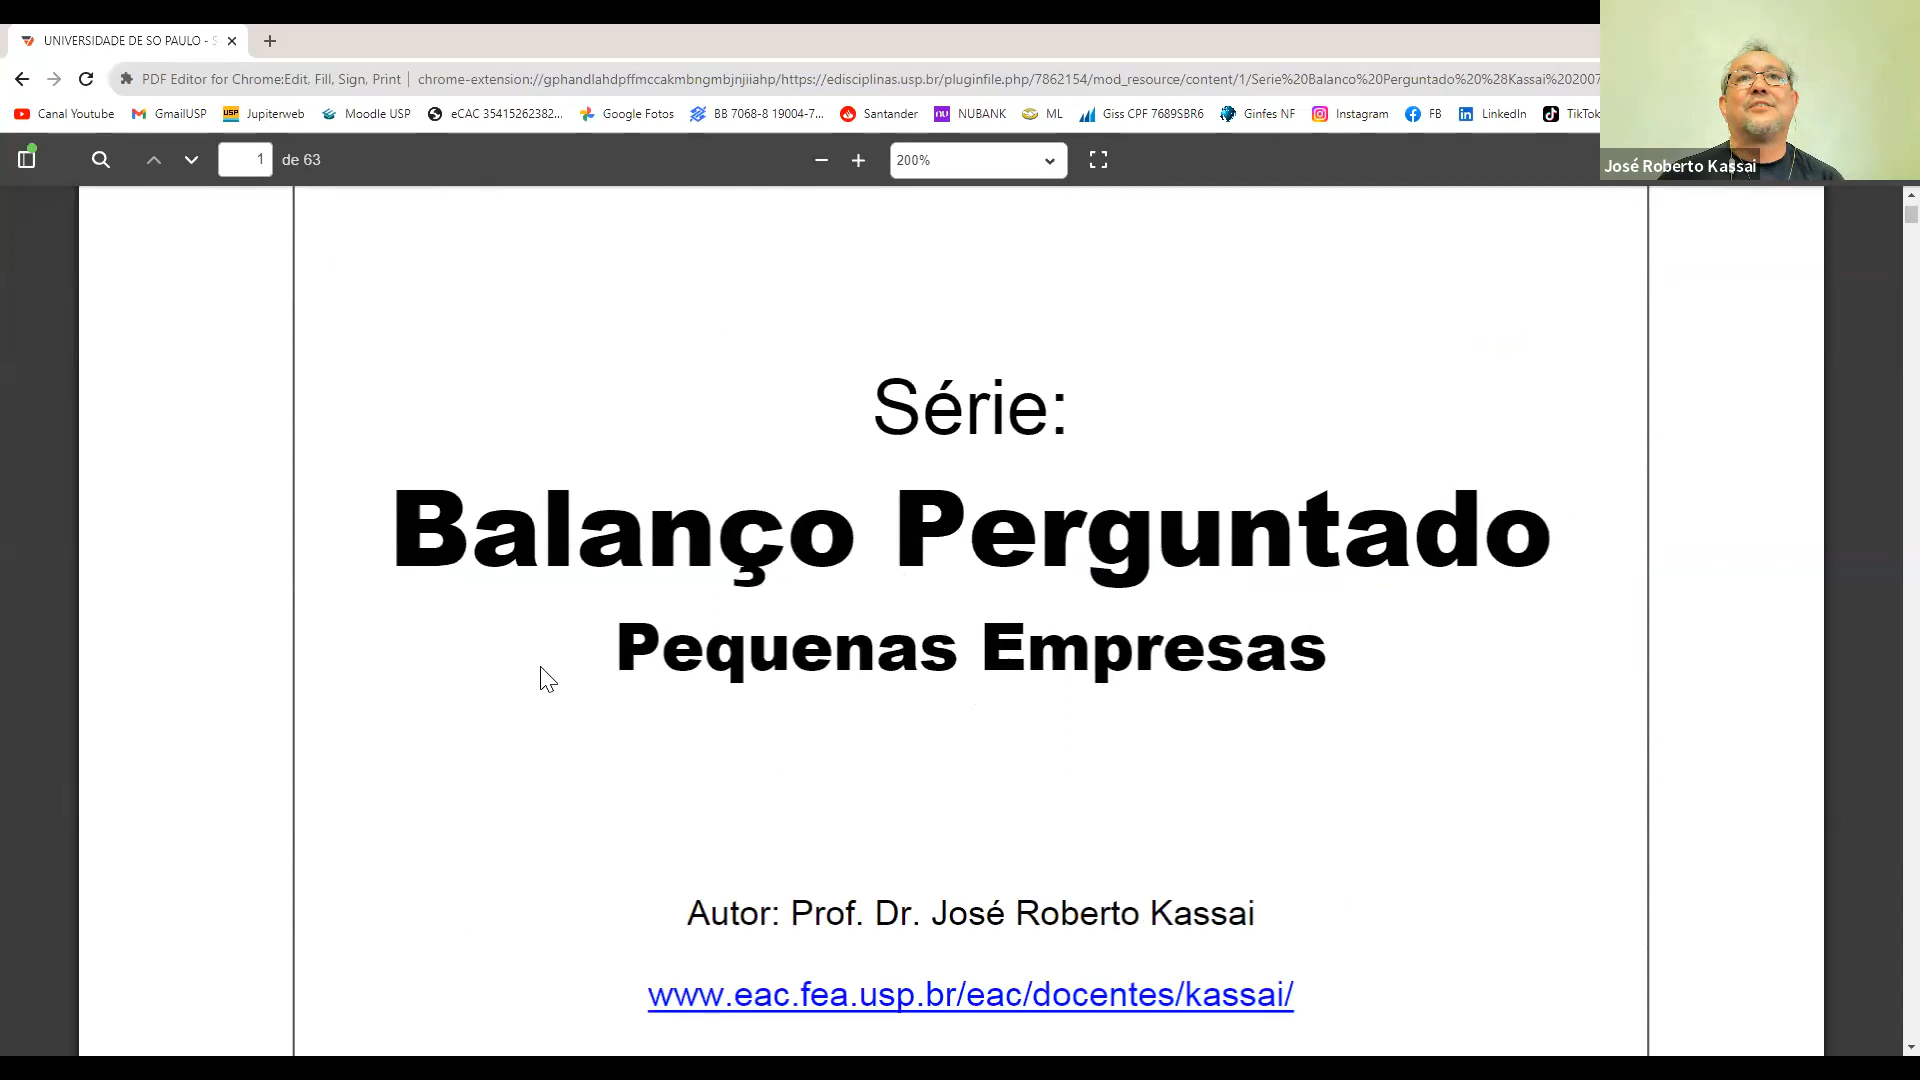 UNIVERSIDADE DE SO PAULO - S
PDF Editor for Chrome:Edit, Fill, Sign, Print
chrome-extension://gphandlahdpffmccakmbngmbjnjiiahp/https://edisciplinas.usp.br/pluginfile.php/7862154/mod_resource/content/1/Serie%20Balanco%20Perguntado%20%28Kassai%202007
Canal Youtube
GmailUSP
USP
Jupiterweb
Moodle USP
eCAC 35415262382...
Google Fotos
BB 7068-8 19004-7...
Santander
nu
NUBANK
ML
Giss CPF 7689SBR6
Ginfes NF
Instagram
FB
LinkedIn
TikTok
1
de 63
200%
José Roberto Kassai
Série:
Balanço Perguntado
Pequenas Empresas
Autor: Prof. Dr. José Roberto Kassai
www.eac.fea.usp.br/eac/docentes/kassai/